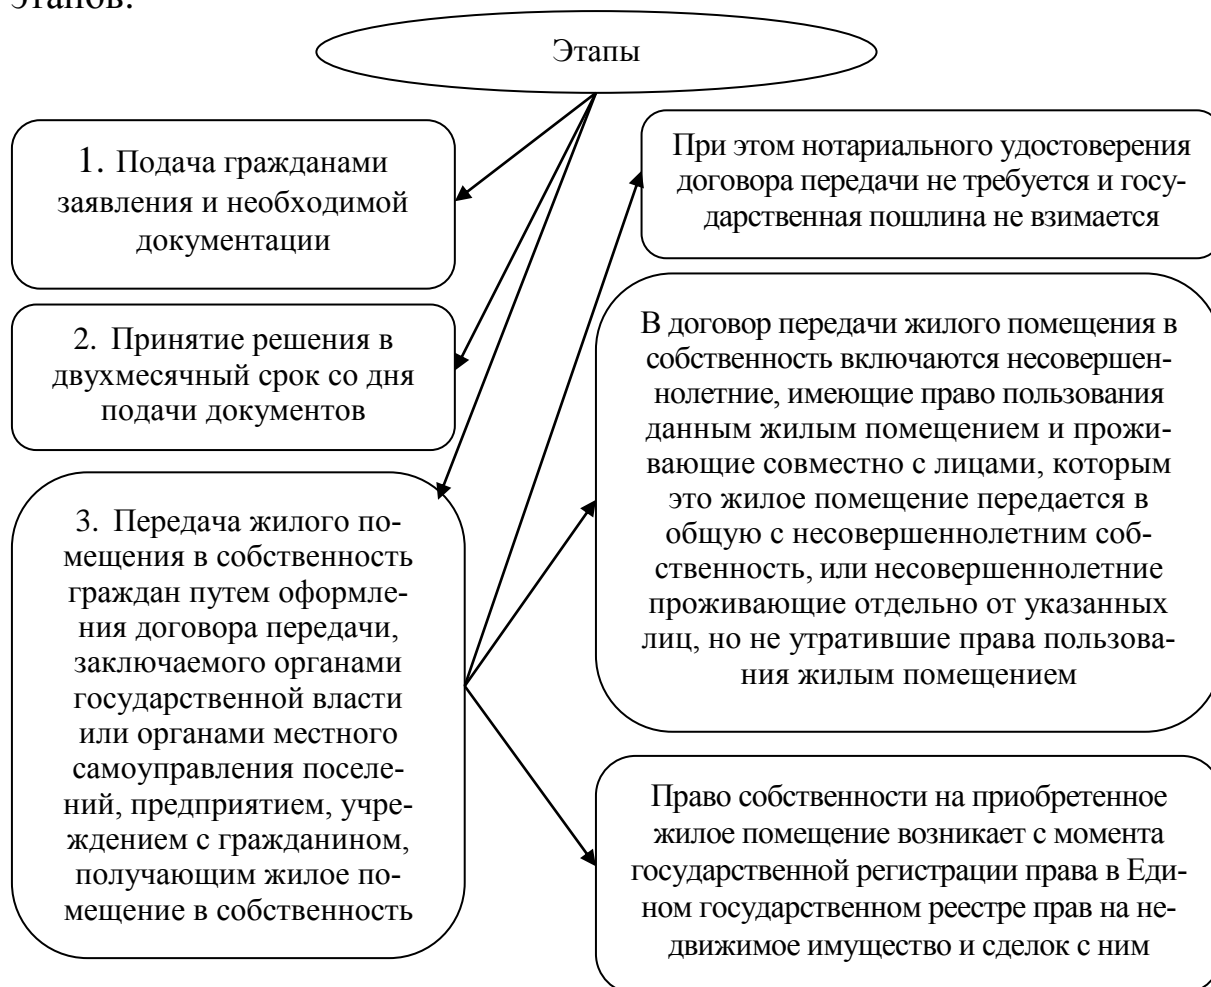 этапов:
Этапы
1. Подача гражданами
заявления и необходимой
документации
2. Принятие решения в
двухмесячный срок со дня
подачи документов
3. Передача жилого по-
мещения в собственность
граждан путем оформле-
ния договора передачи,
заключаемого органами
государственной власти
или органами местного
самоуправления поселе-
ний, предприятием, учре-
ждением с гражданином,
получающим жилое по-
мещение в собственность
При этом нотариального удостоверения
договора передачи не требуется и госу-
дарственная пошлина не взимается
В договор передачи жилого помещения в
собственность включаются несовершен-
нолетние, имеющие право пользования
данным жилым помещением и прожи-
вающие совместно с лицами, которым
это жилое помещение передается в
общую с несовершеннолетним соб-
ственность, или несовершеннолетние
проживающие отдельно от указанных
лиц, но не утратившие права пользова-
ния жилым помещением
Право собственности на приобретенное
жилое помещение возникает с момента
государственной регистрации права в Еди-
ном государственном реестре прав на не-
движимое имущество и сделок с ним